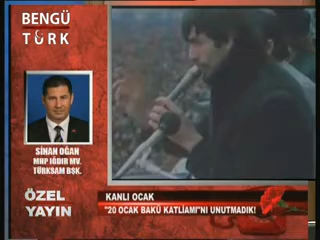 BENGÜ
TÜRK
SİNAN OĞAN
MHP IĞDIR MV.
TÜRKSAM BŞK.
ÖZEL
YAYIN
KANLI OCAK
"20 OCAK BAKÜ KATLİAMI"NI UNUTMADIK!